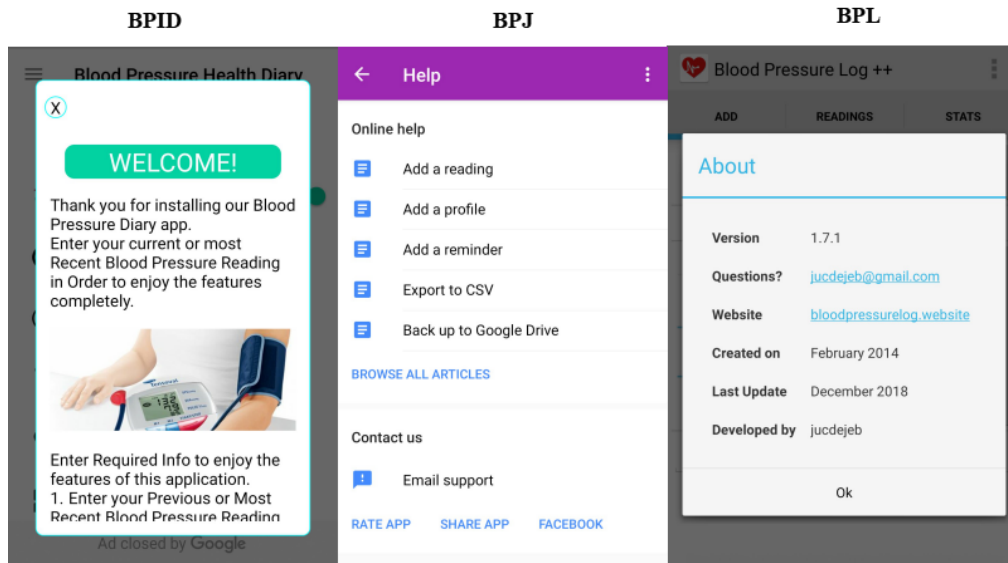 BPID
BPJ
BPL
Blood Pressure Health Diary
X
WELCOME!
Thank you for installing our Blood
Pressure Diary app.
Enter your current or most
Recent Blood Pressure Reading
in Order to enjoy the features
completely.
Enter Required Info to enjoy the
features of this application.
1. Enter your Previous or Most
Recent Blood Pressure Reading
Ad closed by Google
Help
Online help
Add a reading
Add a profile
Add a reminder
Export to CSV
Back up to Google Drive
BROWSE ALL ARTICLES
Contact us
Email support
RATE APP SHARE APP FACEBOOK
Blood Pressure Log ++
ADD READINGS STATS
About
Version 1.7.1
Questions? jucdejeb@gmail.com
Website bloodpressurelog.website
Created on February 2014
Last Update December 2018
Developed by jucdejeb
Ok